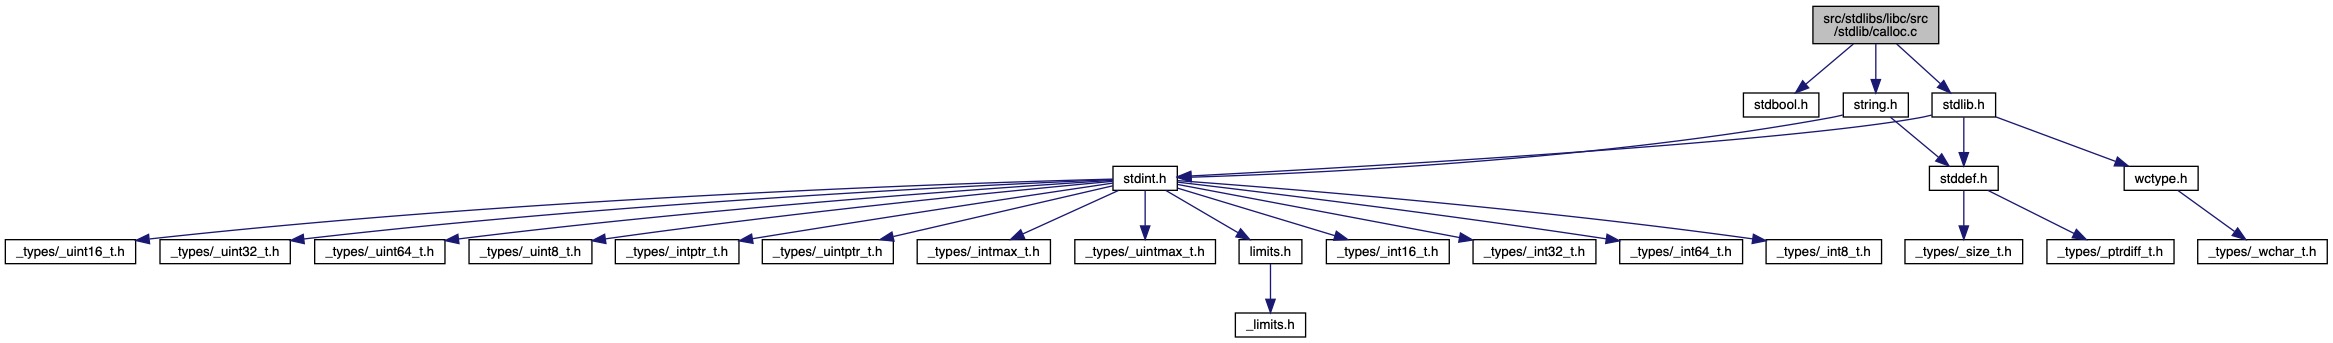 src/stdlibs/libc/src
/stdlib/calloc.c
stdbool.h
string.h
stdlib.h
stdint.h
stddef.h
wctype.h
_types/_uint16_t.h
_types/_uint32_t.h
_types/_uint64_t.h
_types/_uint8_t.h
_types/_intptr_t.h
_types/_uintptr_t.h
_types/_intmax_t.h
_types/_uintmax_t.h
limits.h
_types/_int16_t.h
_types/_int32_t.h
_types/_int64_t.h
_types/_int8_t.h
_types/_size_t.h
_types/_ptrdiff_t.h
_types/_wchar_t.h
_limits.h